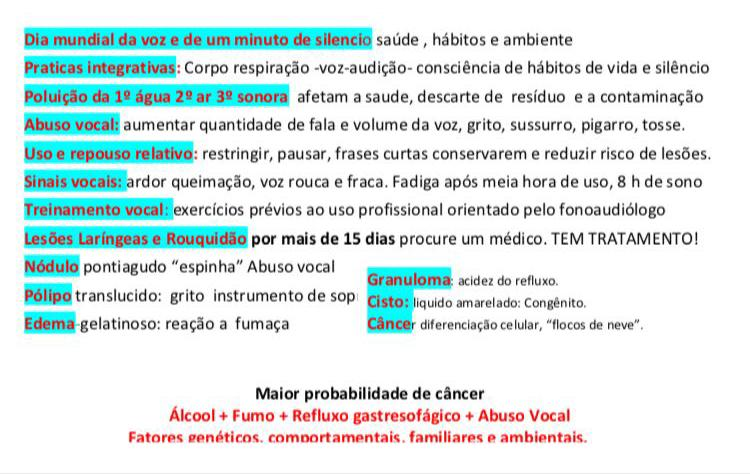 Dia mundial da voz e de um minuto de silencio saúde , hábitos e ambiente
Praticas integrativas: Corpo respiração -voz-audição- consciência de hábitos de vida e silêncio
Poluição da 1º água 2º ar 3º sonora afetam a saude, descarte de resíduo e a contaminação
Abuso vocal: aumentar quantidade de fala e volume da voz, grito, sussurro, pigarro, tosse.
Uso e repouso relativo: restringir, pausar, frases curtas conservarem e reduzir risco de lesões.
Sinais vocais: ardor queimação, voz rouca e fraca. Fadiga após meia hora de uso, 8 h de sono
Treinamento vocal: exercícios prévios ao uso profissional orientado pelo fonoaudiólogo
Lesões Laríngeas e Rouquidão por mais de 15 dias procure um médico. TEM TRATAMENTO!
Nódulo pontiagudo “espinha” Abuso vocal
Pólipo translucido: grito instrumento de sop
Edema-gelatinoso: reação a fumaça
Granuloma: acidez do refluxo.
Cisto: liquido amarelado: Congênito.
Câncer diferenciação celular, “flocos de neve”.
Maior probabilidade de câncer
Álcool + Fumo + Refluxo gastresofágico + Abuso Vocal
Fatores genéticos, comportamentais, familiares e ambientais.